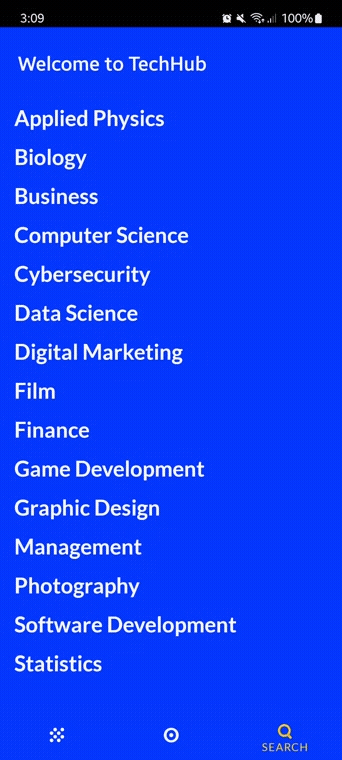 3:09 100%
Welcome to TechHub
Applied Physics
Biology
Business
Computer Science
Cybersecurity
Data Science
Digital Marketing
Film
Finance
Game Development
Graphic Design
Management
Photography
Software Development
Statistics
SEARCH